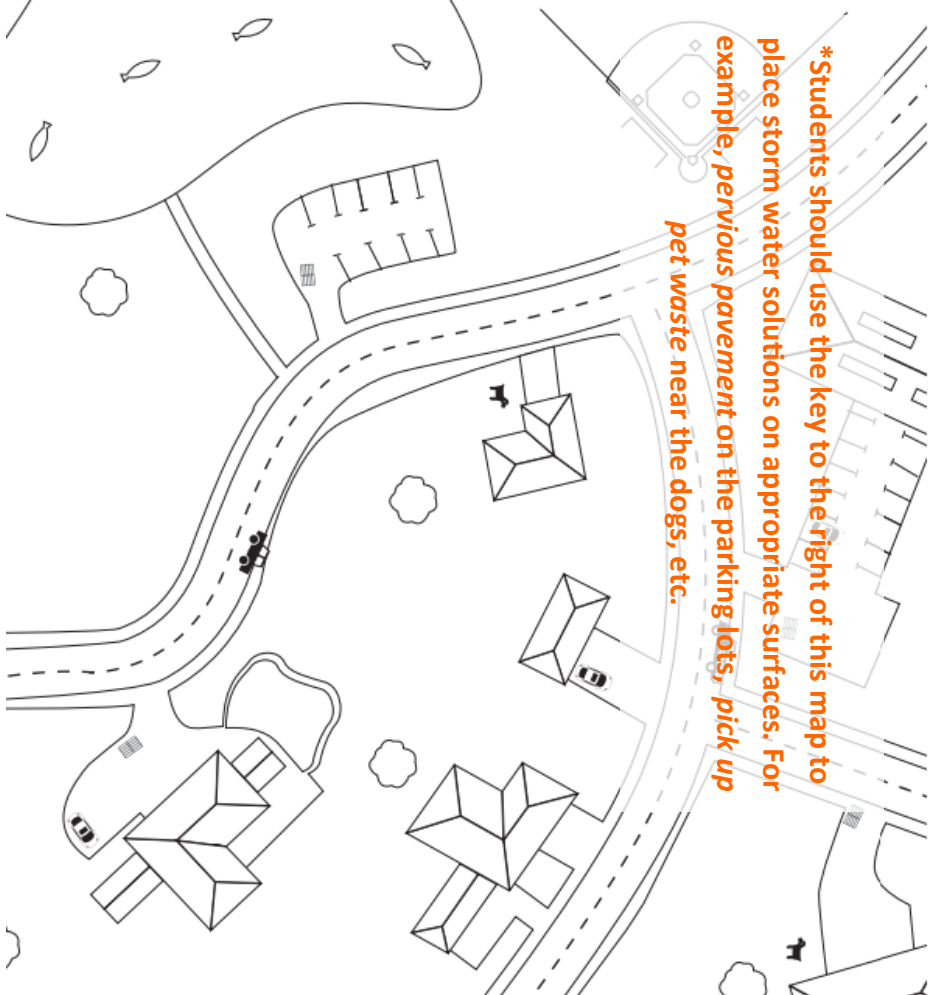 *Students should use the key to the right of this map to
place storm water solutions on appropriate surfaces. For
example, pervious pavement on the parking lots, pick up
pet waste near the dogs, etc.